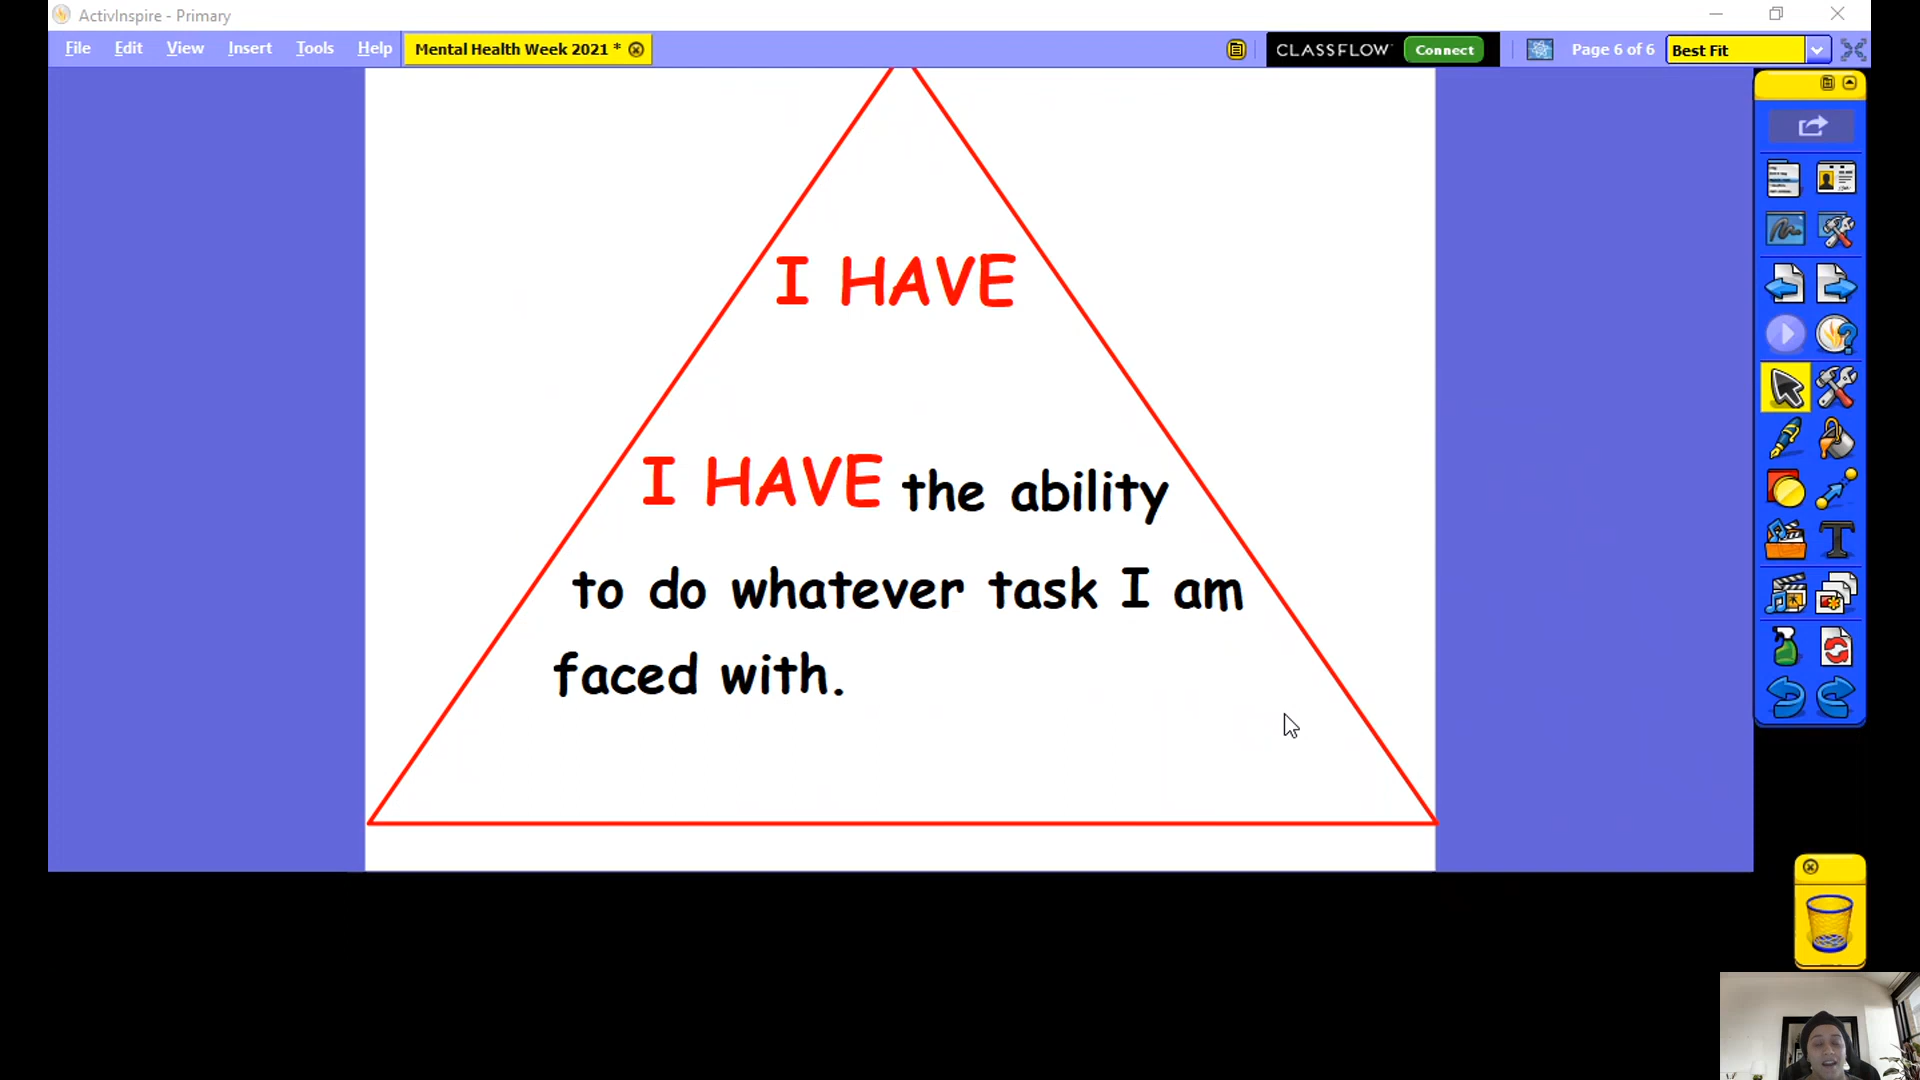 ActivInspire - Primary
File Edit View Insert Tools Help Mental Health Week 2021 * CLASSFLOW Connect Page 6 of 6 Best Fit
I HAVE
I HAVE the ability
to do whatever task I am
faced with.